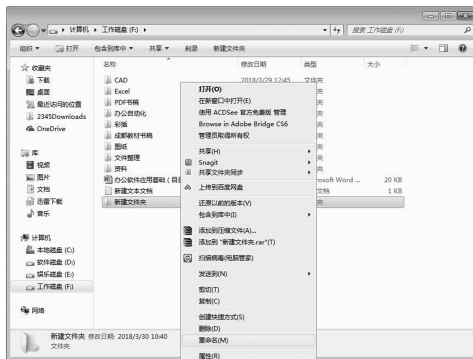 计算机 ▸ 工作磁盘 (F:) ▸
搜索 工作磁盘 (F:)
组织 打开 包含到库中 共享 刻录 新建文件夹
名称 修改日期 类型 大小
收藏夹
下载
桌面
最近访问的位置
2345Downloads
OneDrive
库
视频
图片
文档
迅雷下载
音乐
计算机
本地磁盘 (C:)
软件磁盘 (D:)
娱乐磁盘 (E:)
工作磁盘 (F:)
网络
CAD 2018/3/29 12:45 文件夹
Excel 夹
PDF书稿 夹
办公自动化 夹
彩插 夹
成都教材书稿 夹
图纸 夹
文件整理 夹
资料 夹
办公软件应用基础 ( osoft Word ... 20 KB
新建文本文档 文档 1 KB
新建文件夹 夹
打开(O)
在新窗口中打开(E)
使用 ACDSee 官方免费版 管理
Browse in Adobe Bridge CS6
管理员取得所有权
共享(H)
Snagit
共享文件夹同步
上传到百度网盘
还原以前的版本(V)
包含到库中(I)
添加到压缩文件(A)...
添加到 "新建文件夹.rar"(T)
扫描病毒(电脑管家)
发送到(N)
剪切(T)
复制(C)
创建快捷方式(S)
删除(D)
重命名(M)
属性(R)
新建文件夹 修改日期: 2018/3/30 10:40
文件夹